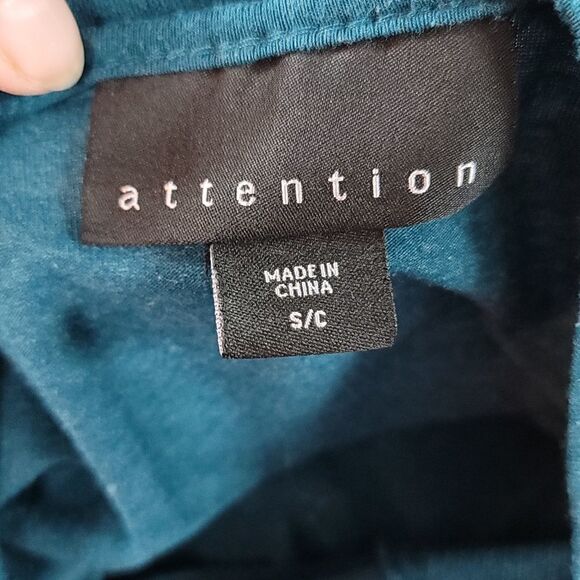 attention
MADE IN
CHINA
S/C